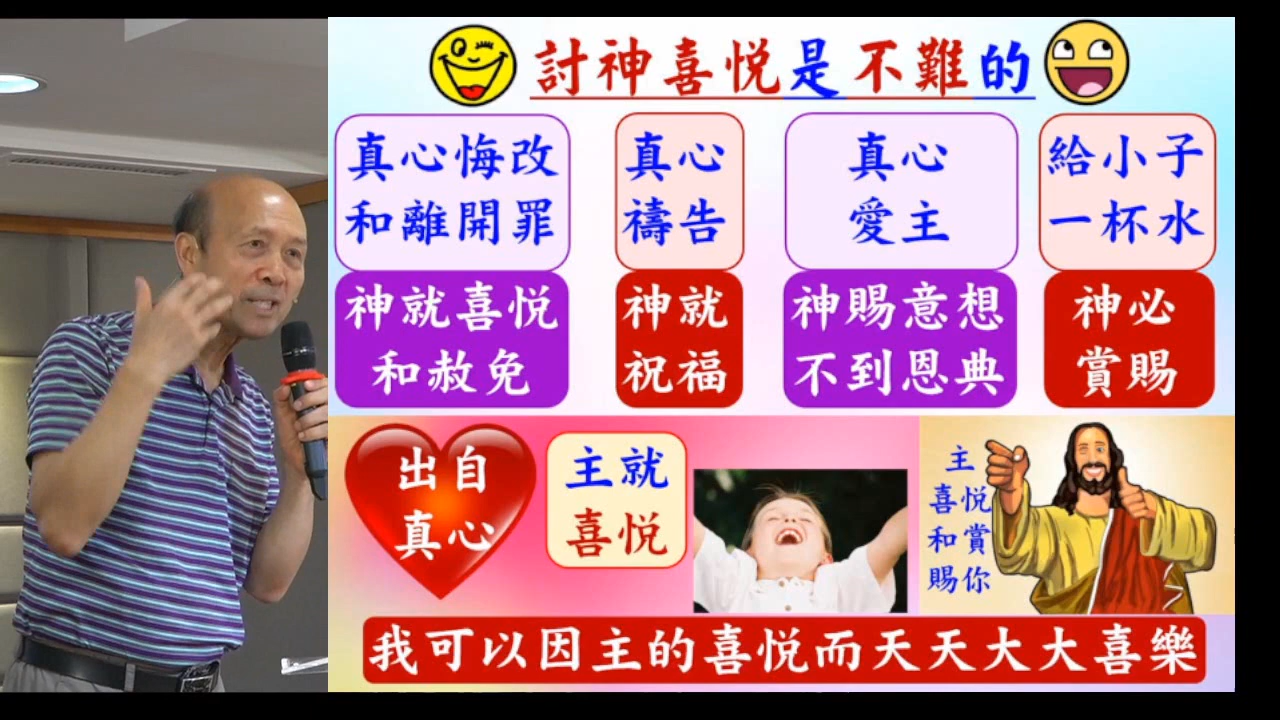 討神喜悅是不難的
真心悔改
和離開罪
真心
禱告
真心
愛主
給小子
一杯水
神就喜悅
和赦免
神就
祝福
神賜意想
不到恩典
神必
賞賜
出自
真心
主就
喜悅
主
喜悅
和賞
賜你
我可以因主的喜悅而天天大大喜樂